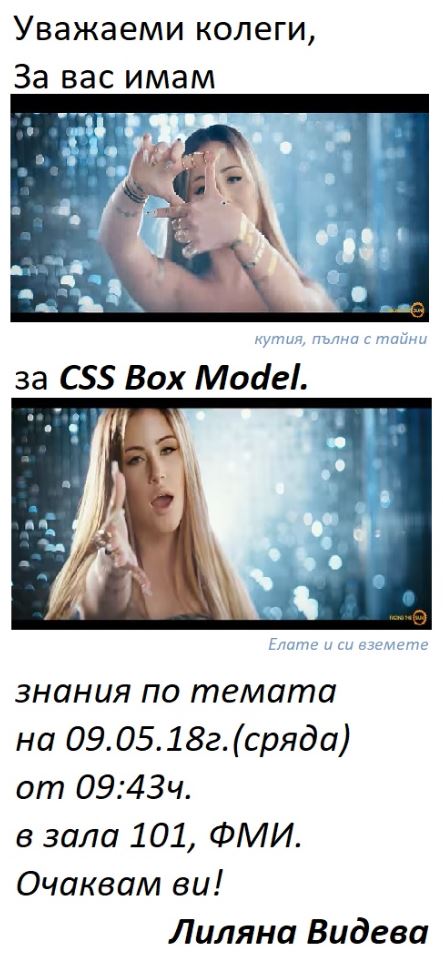 Уважаеми колеги,
За вас имам
кутия, пълна с тайни
за CSS Box Model.
Елате и си вземете
знания по темата
на 09.05.18г.(сряда)
от 09:43ч.
в зала 101, ФМИ.
Очаквам ви!
Лиляна Видева